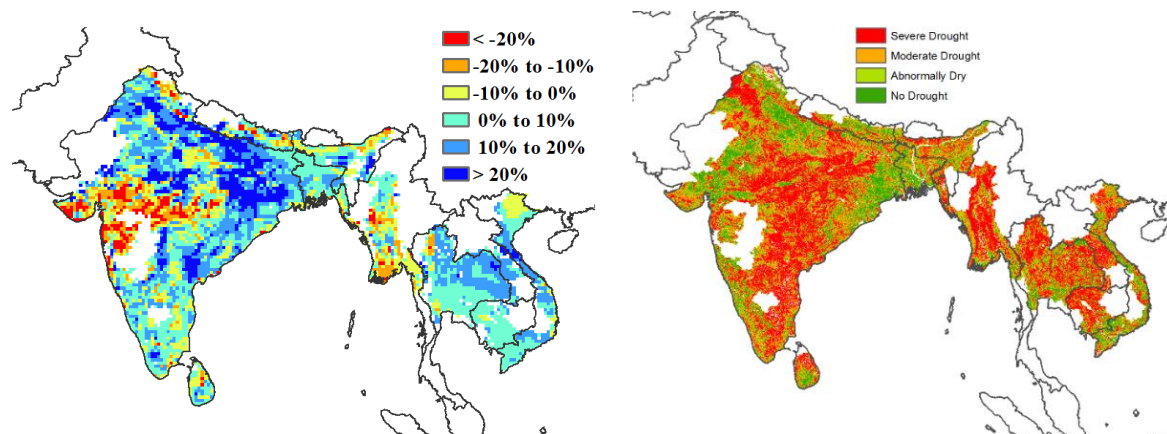 < -20%
-20% to -10%
-10% to 0%
0% to 10%
10% to 20%
> 20%
Severe Drought
Moderate Drought
Abnormally Dry
No Drought